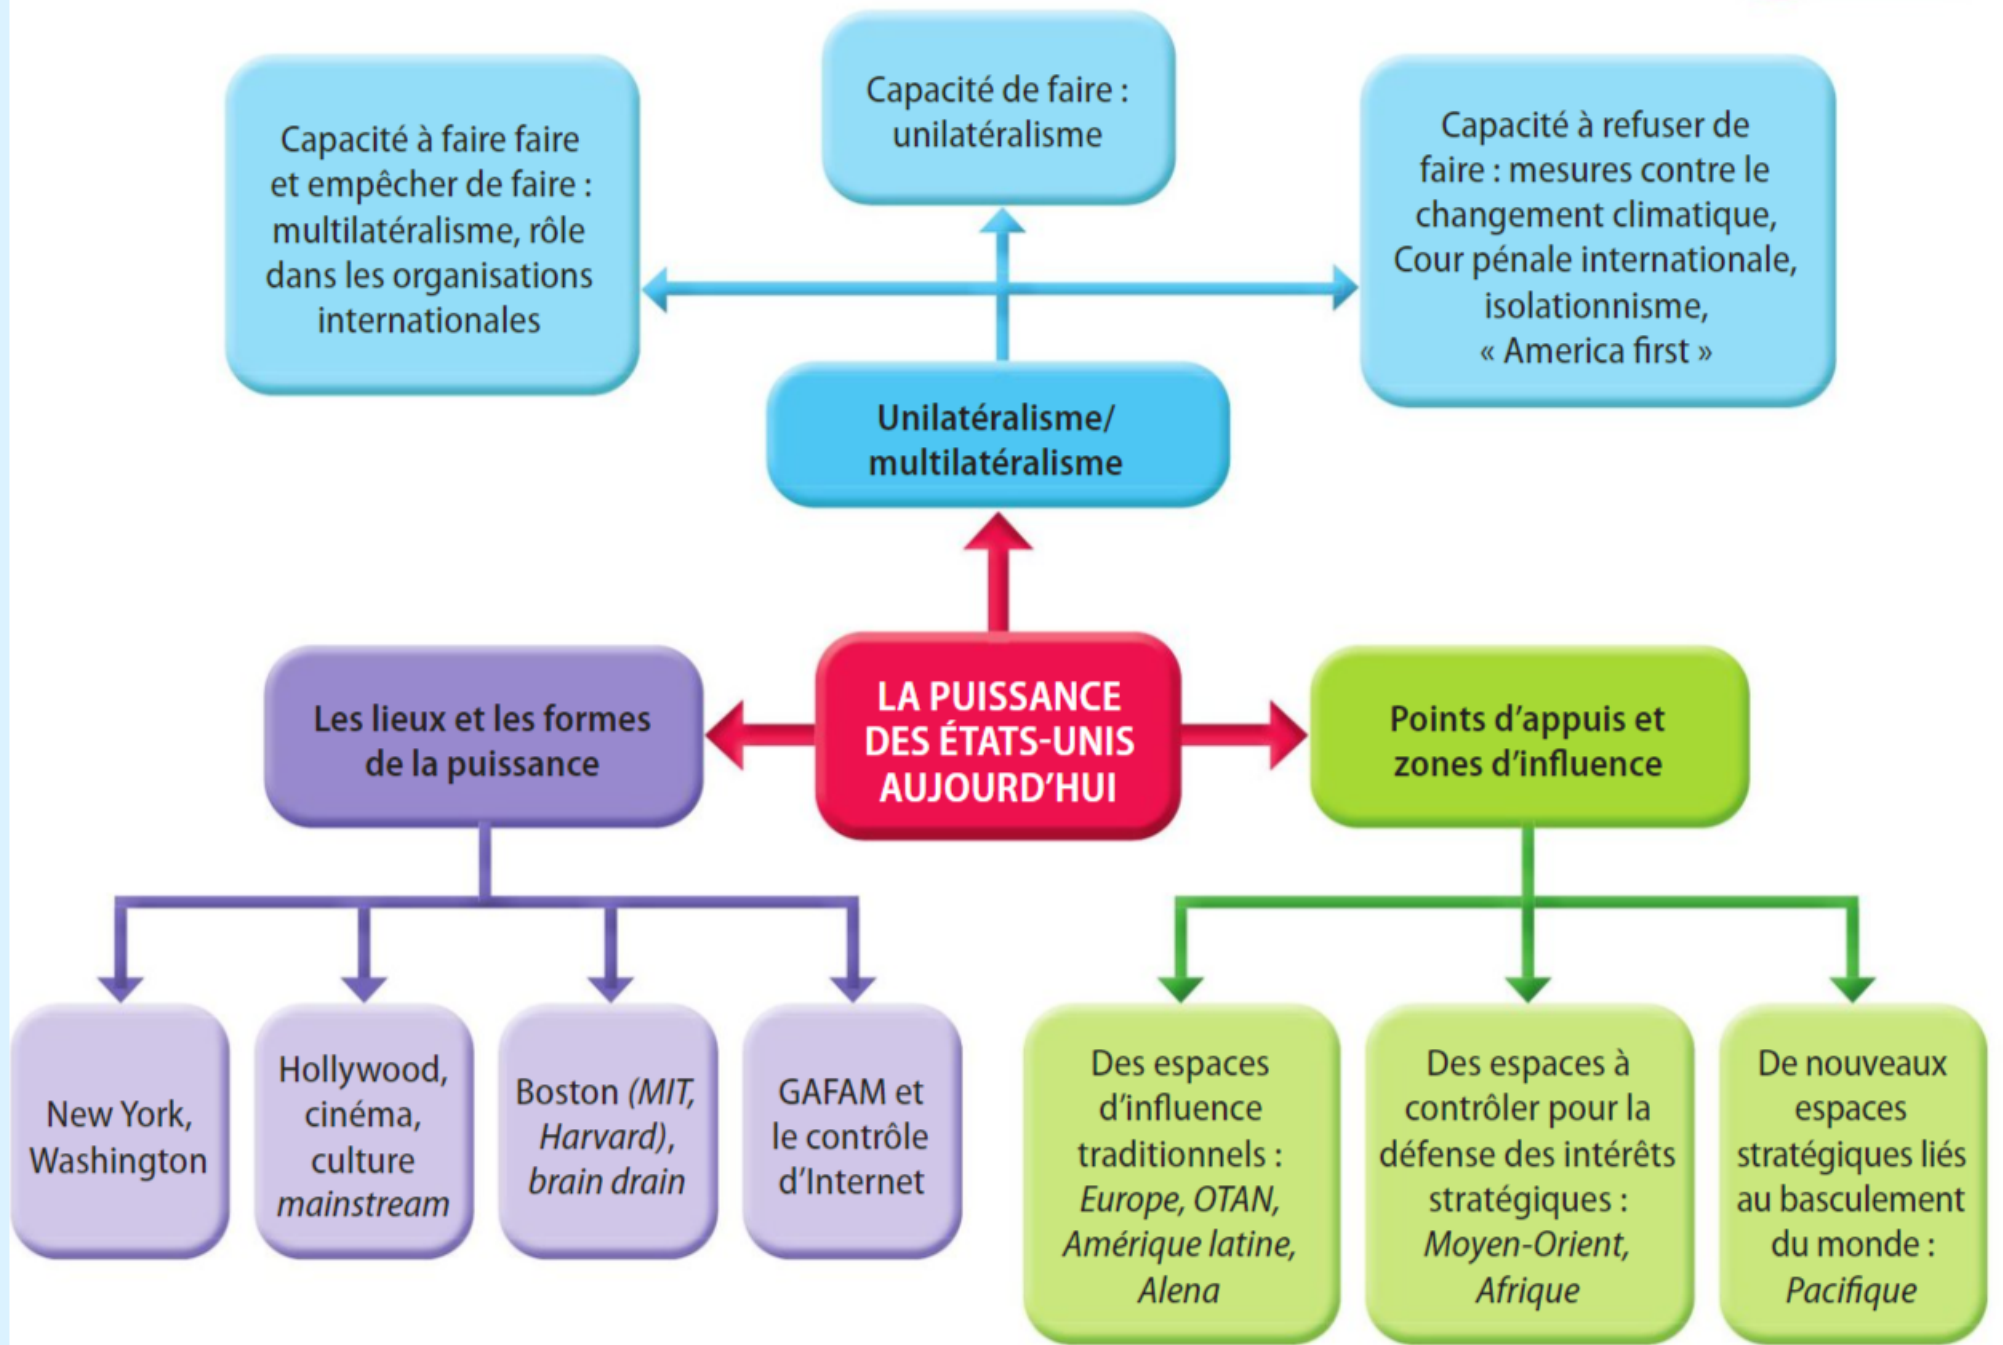 Capacité de faire :
unilatéralisme
Capacité à faire faire
et empêcher de faire :
multilatéralisme, rôle
dans les organisations
internationales
Capacité à refuser de
faire : mesures contre le
changement climatique,
Cour pénale internationale,
isolationnisme,
« America first »
Unilatéralisme/
multilatéralisme
Les lieux et les formes
de la puissance
LA PUISSANCE
DES ÉTATS-UNIS
AUJOURD’HUI
Points d’appuis et
zones d’influence
New York,
Washington
Hollywood,
cinéma,
culture
mainstream
Boston (MIT,
Harvard),
brain drain
GAFAM et
le contrôle
d’Internet
Des espaces
d’influence
traditionnels :
Europe, OTAN,
Amérique latine,
Alena
Des espaces à
contrôler pour la
défense des intérêts
stratégiques :
Moyen-Orient,
Afrique
De nouveaux
espaces
stratégiques liés
au basculement
du monde :
Pacifique